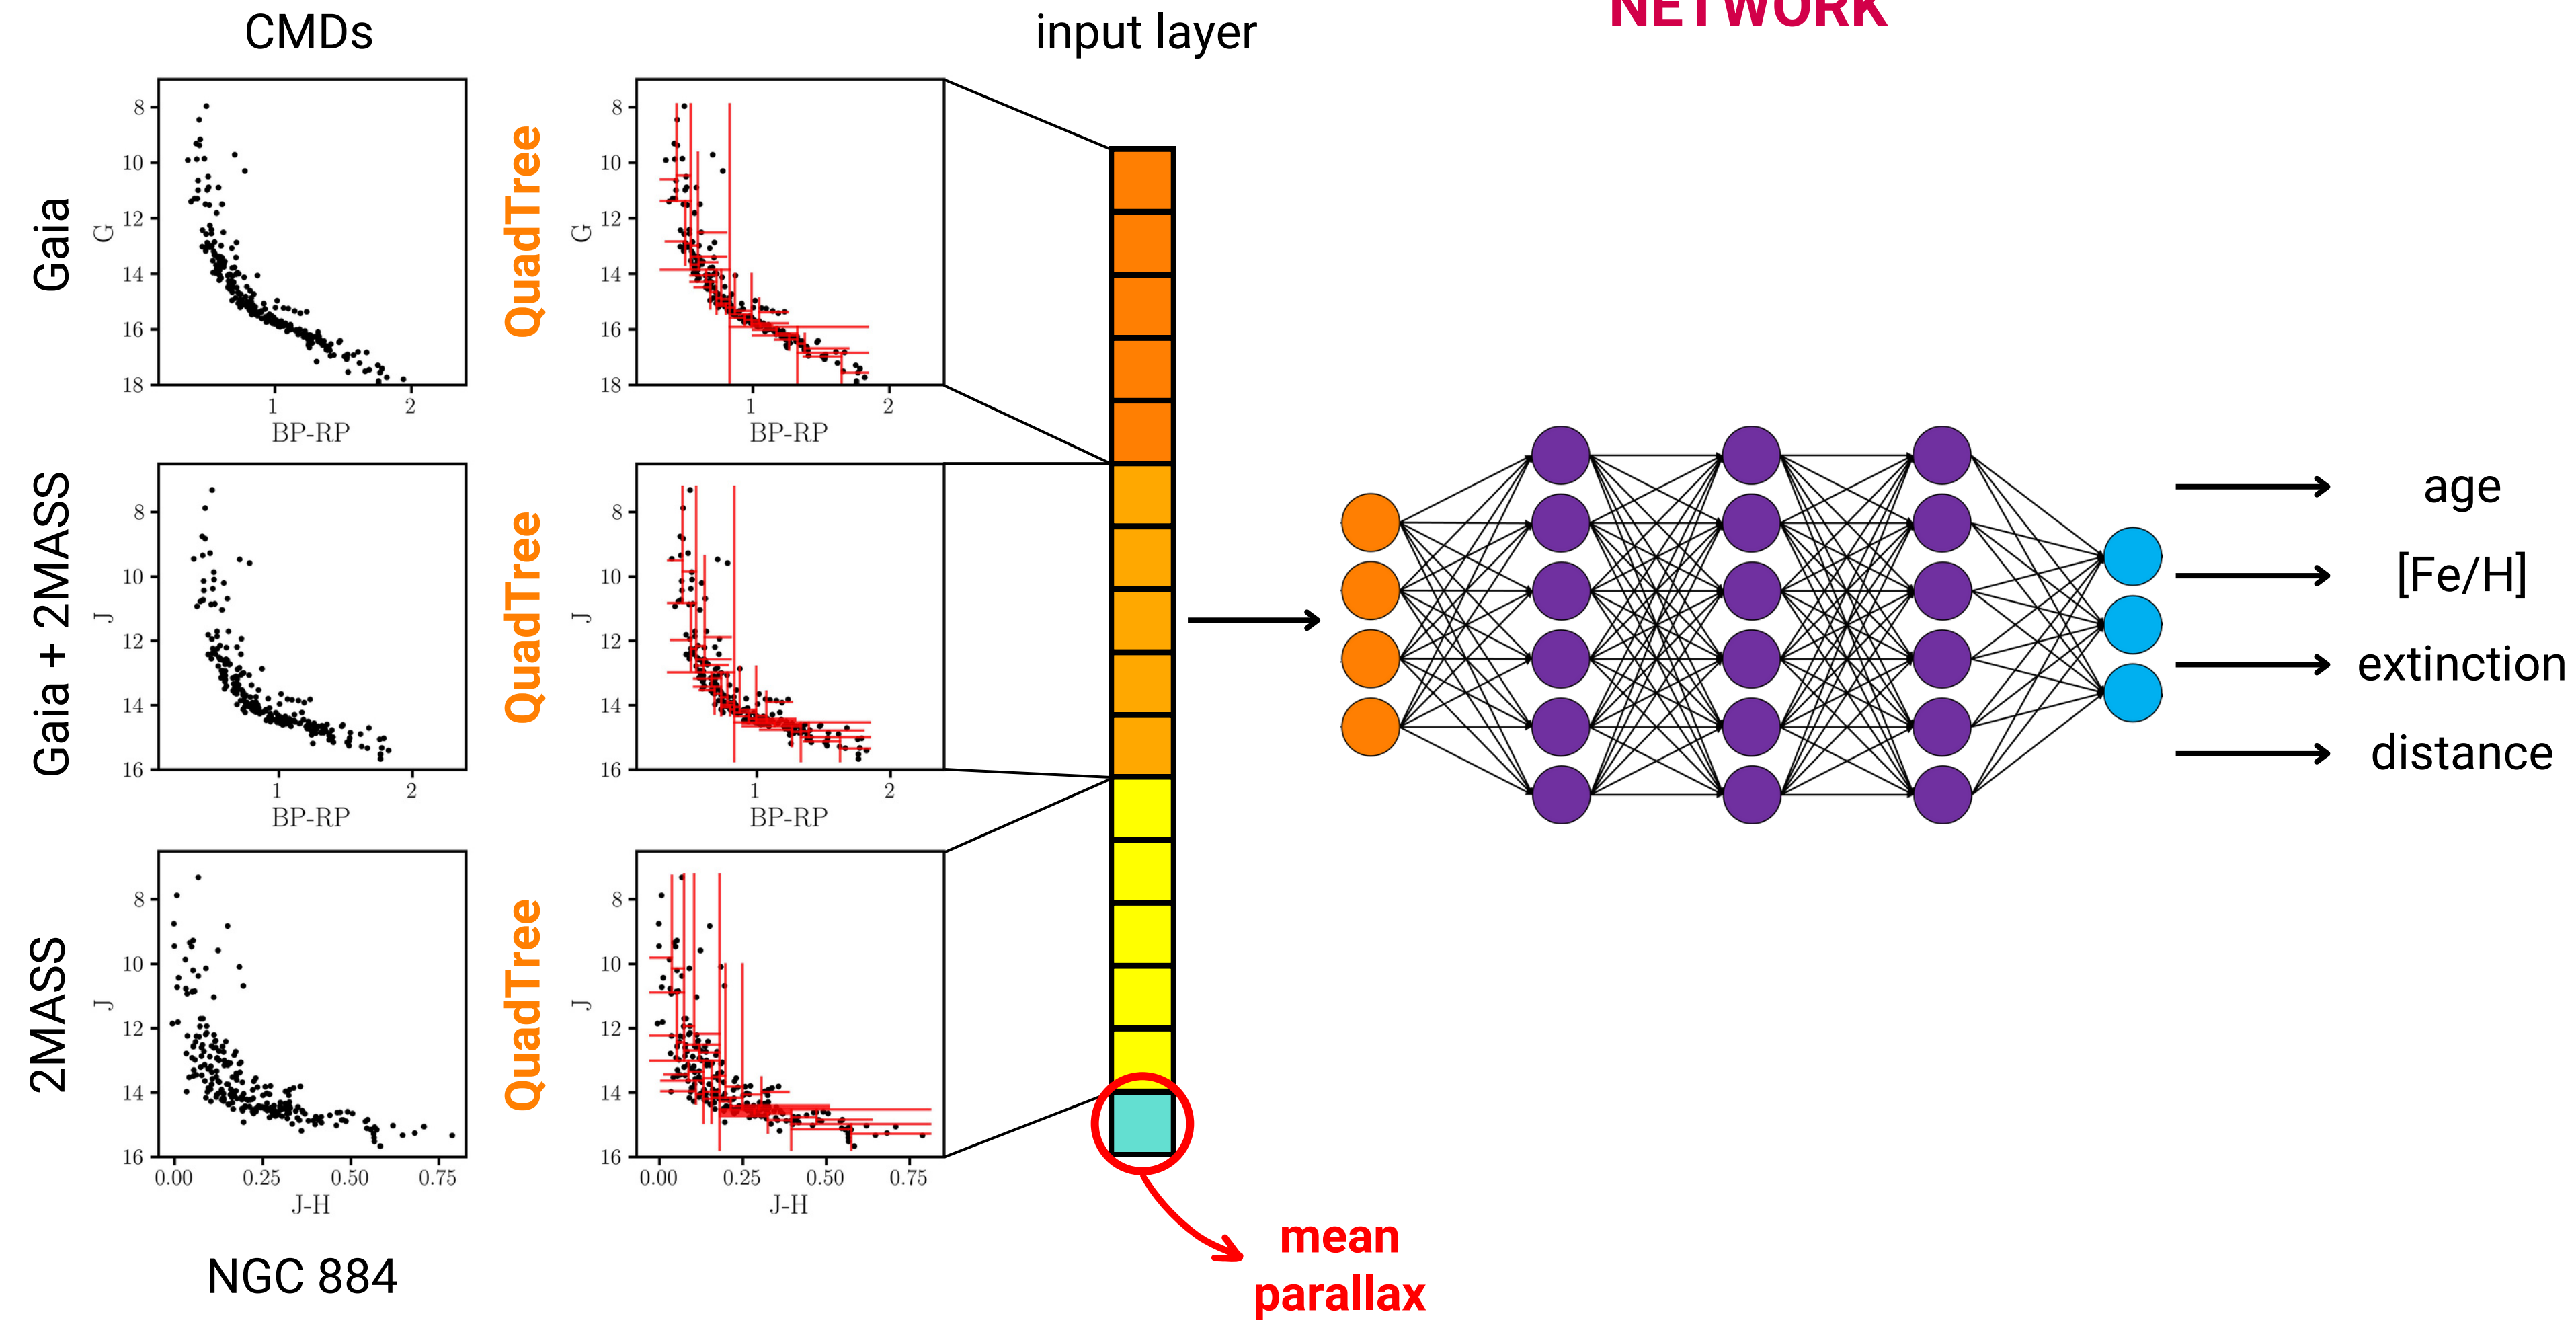 CMDs
input layer
NETWORK
Gaia
8
10
12
14
16
18
G
1
2
BP-RP
QuadTree
8
10
12
14
16
18
G
1
2
BP-RP
Gaia + 2MASS
8
10
12
14
16
J
1
2
BP-RP
QuadTree
8
10
12
14
16
J
1
2
BP-RP
2MASS
8
10
12
14
16
J
0.00
0.25
0.50
0.75
J-H
QuadTree
8
10
12
14
16
J
0.00
0.25
0.50
0.75
J-H
NGC 884
mean
parallax
age
[Fe/H]
extinction
distance